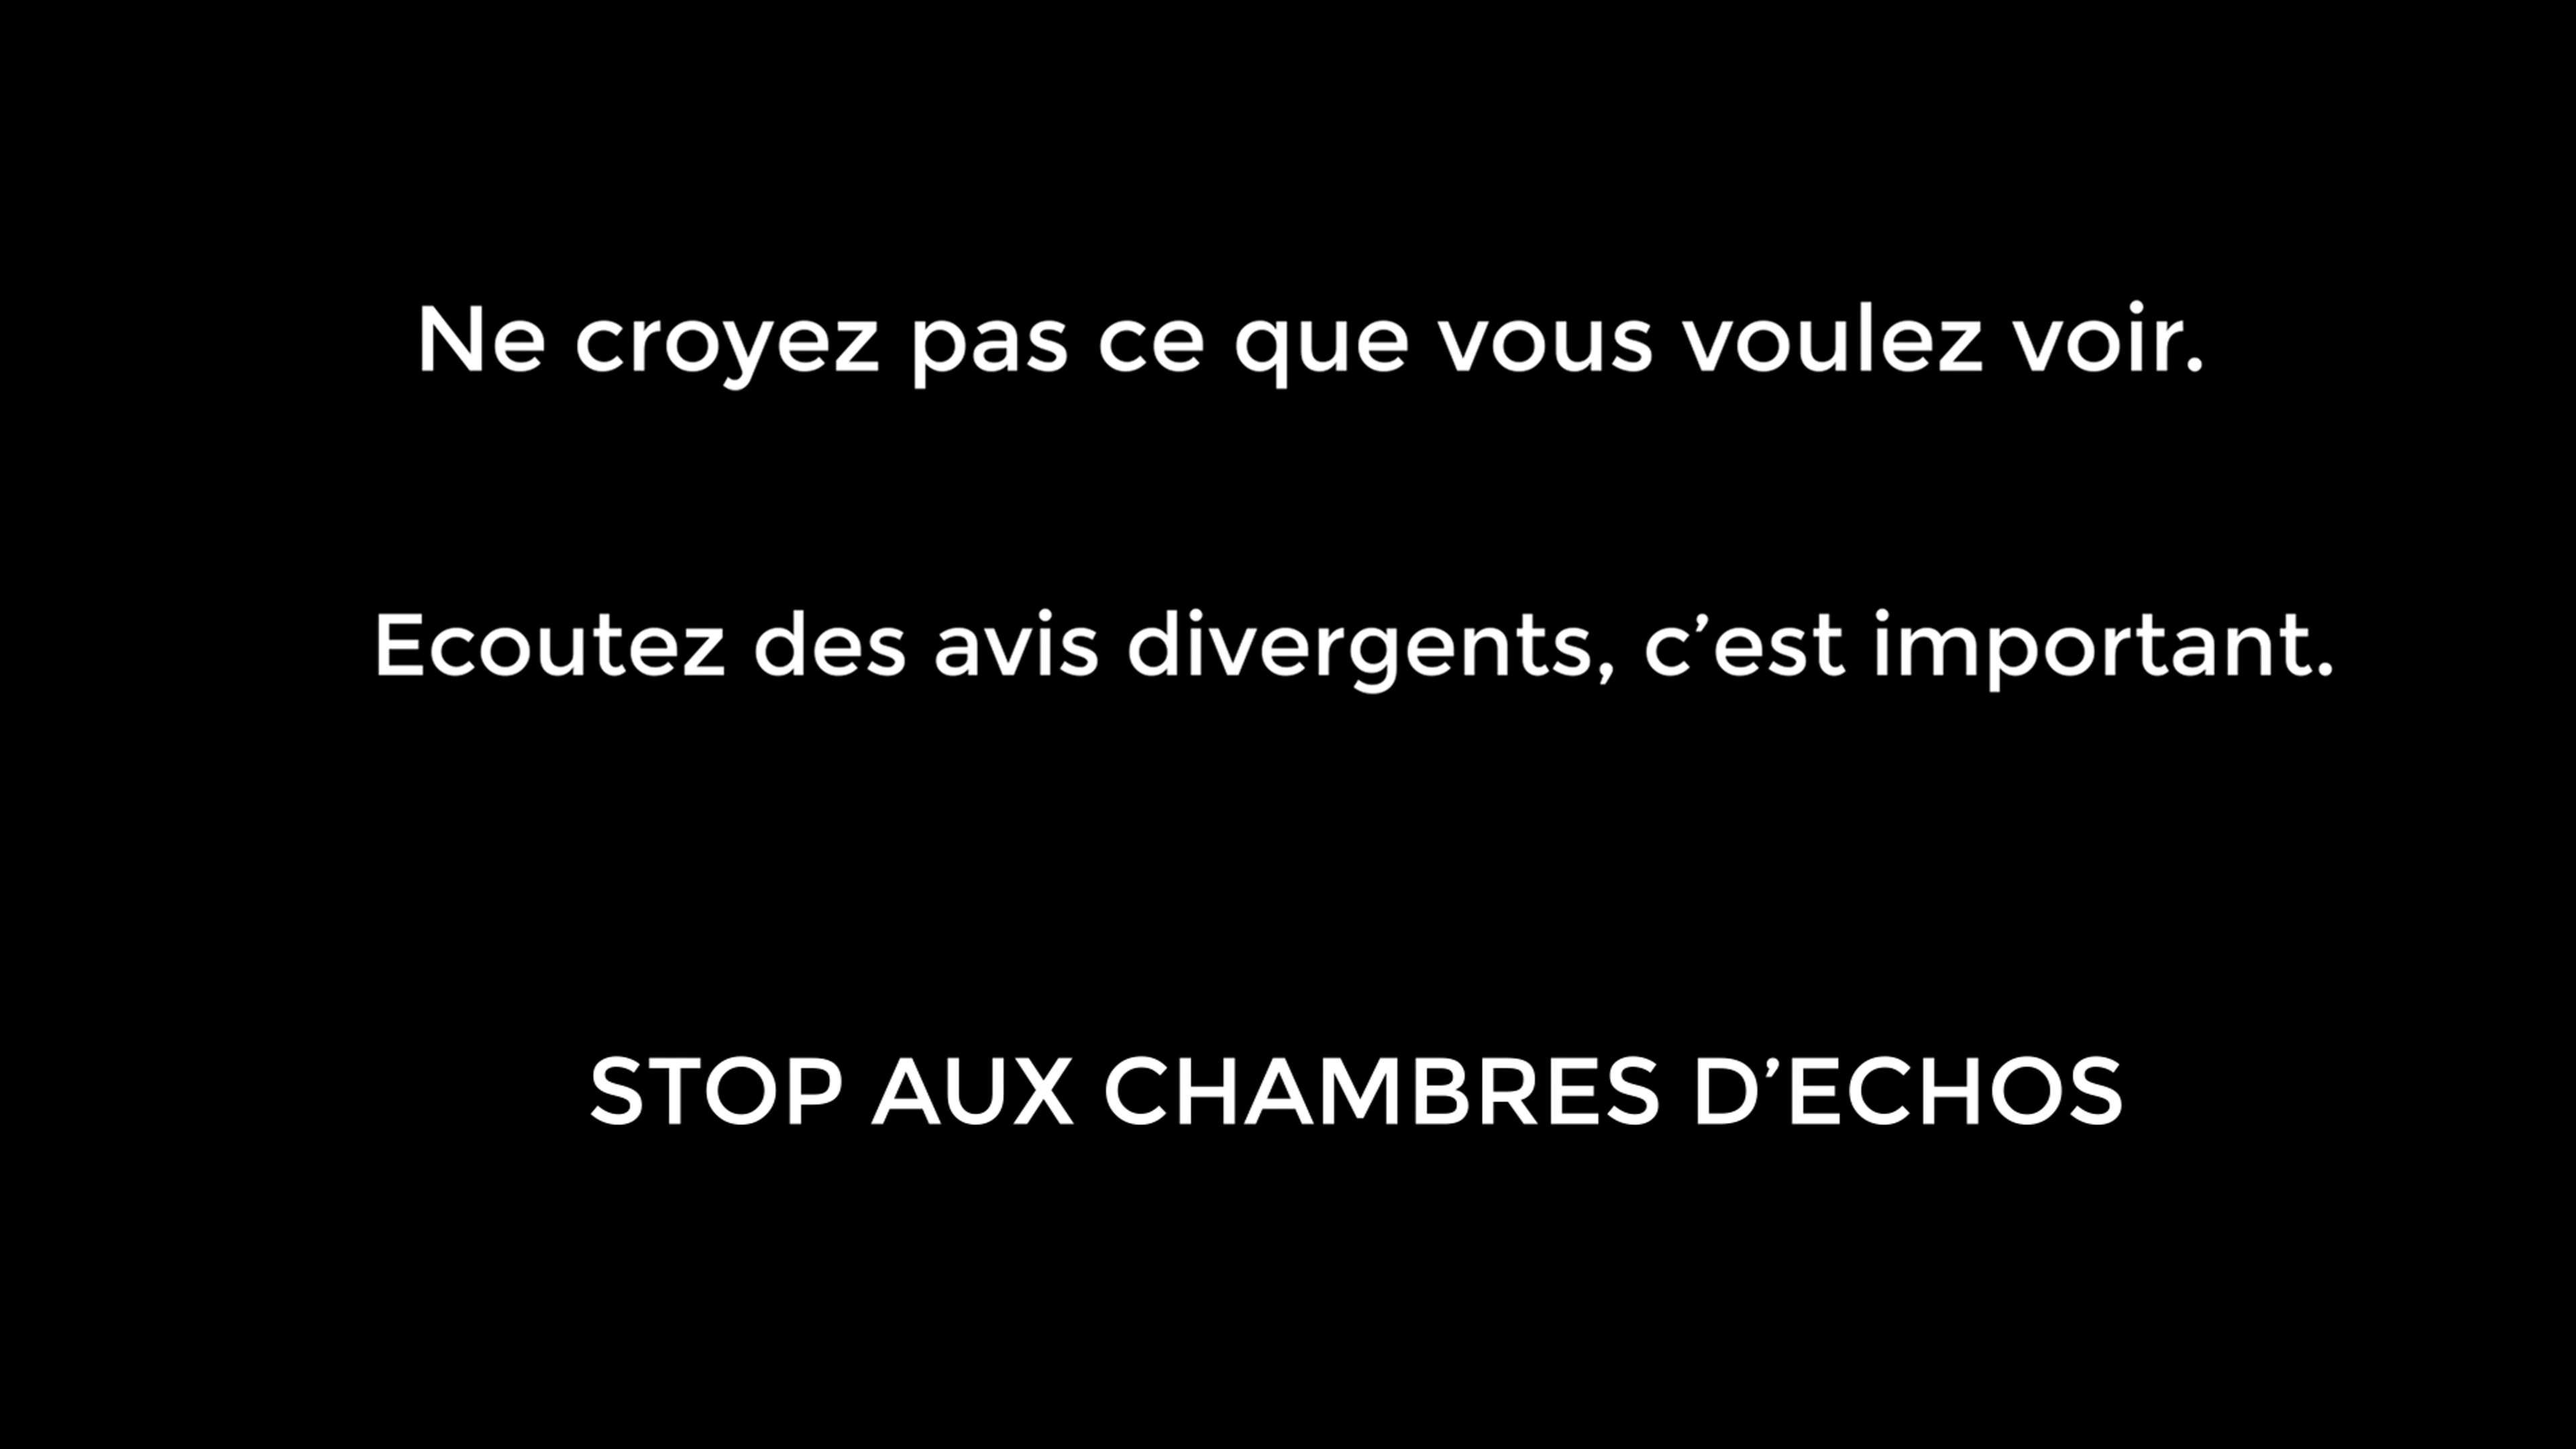 Ne croyez pas ce que vous voulez voir.
Ecoutez des avis divergents, c’est important.
STOP AUX CHAMBRES D’ECHOS